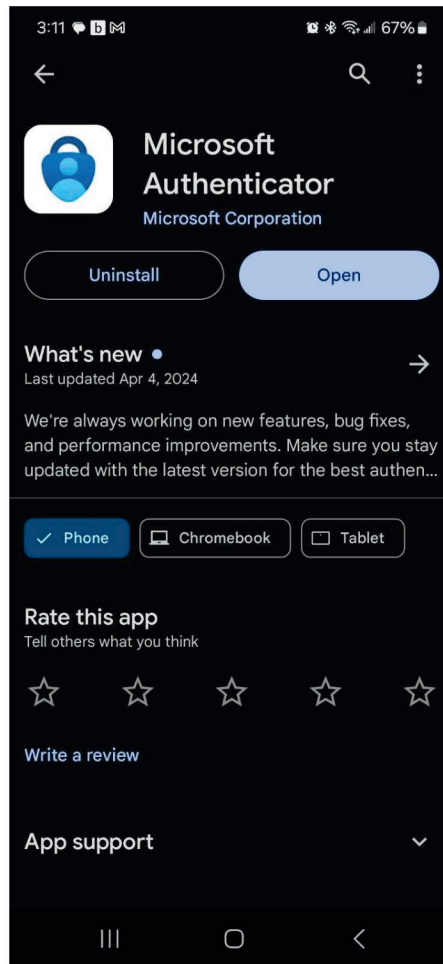 3:11 b M 67%
Microsoft
Authenticator
Microsoft Corporation
Uninstall
Open
What's new
Last updated Apr 4, 2024
We're always working on new features, bug fixes,
and performance improvements. Make sure you stay
updated with the latest version for the best authen...
Phone
Chromebook
Tablet
Rate this app
Tell others what you think
Write a review
App support